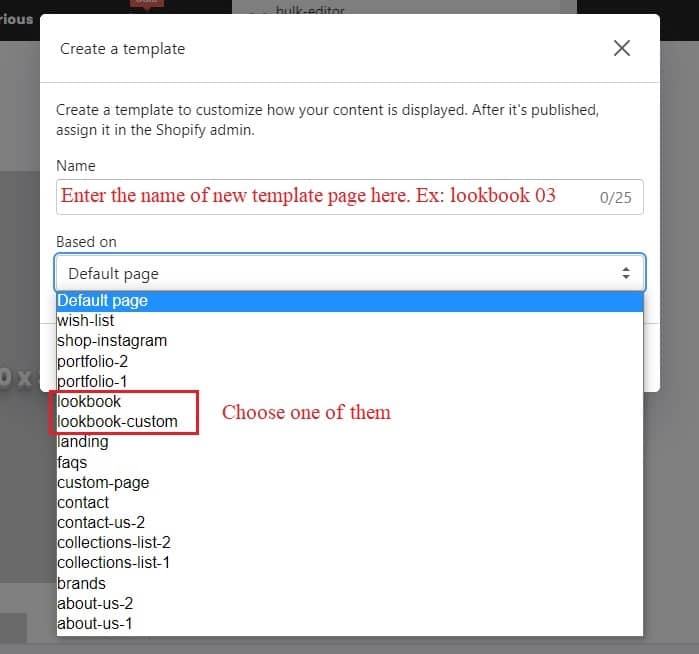 rious
bulk-editor
Create a template
Create a template to customize how your content is displayed. After it's published,
assign it in the Shopify admin.
Name
Enter the name of new template page here. Ex: lookbook 03 0/25
Based on
Default page
Default page
wish-list
shop-instagram
portfolio-2
portfolio-1
lookbook
lookbook-custom
Choose one of them
landing
faqs
custom-page
contact
contact-us-2
collections-list-2
collections-list-1
brands
about-us-2
about-us-1